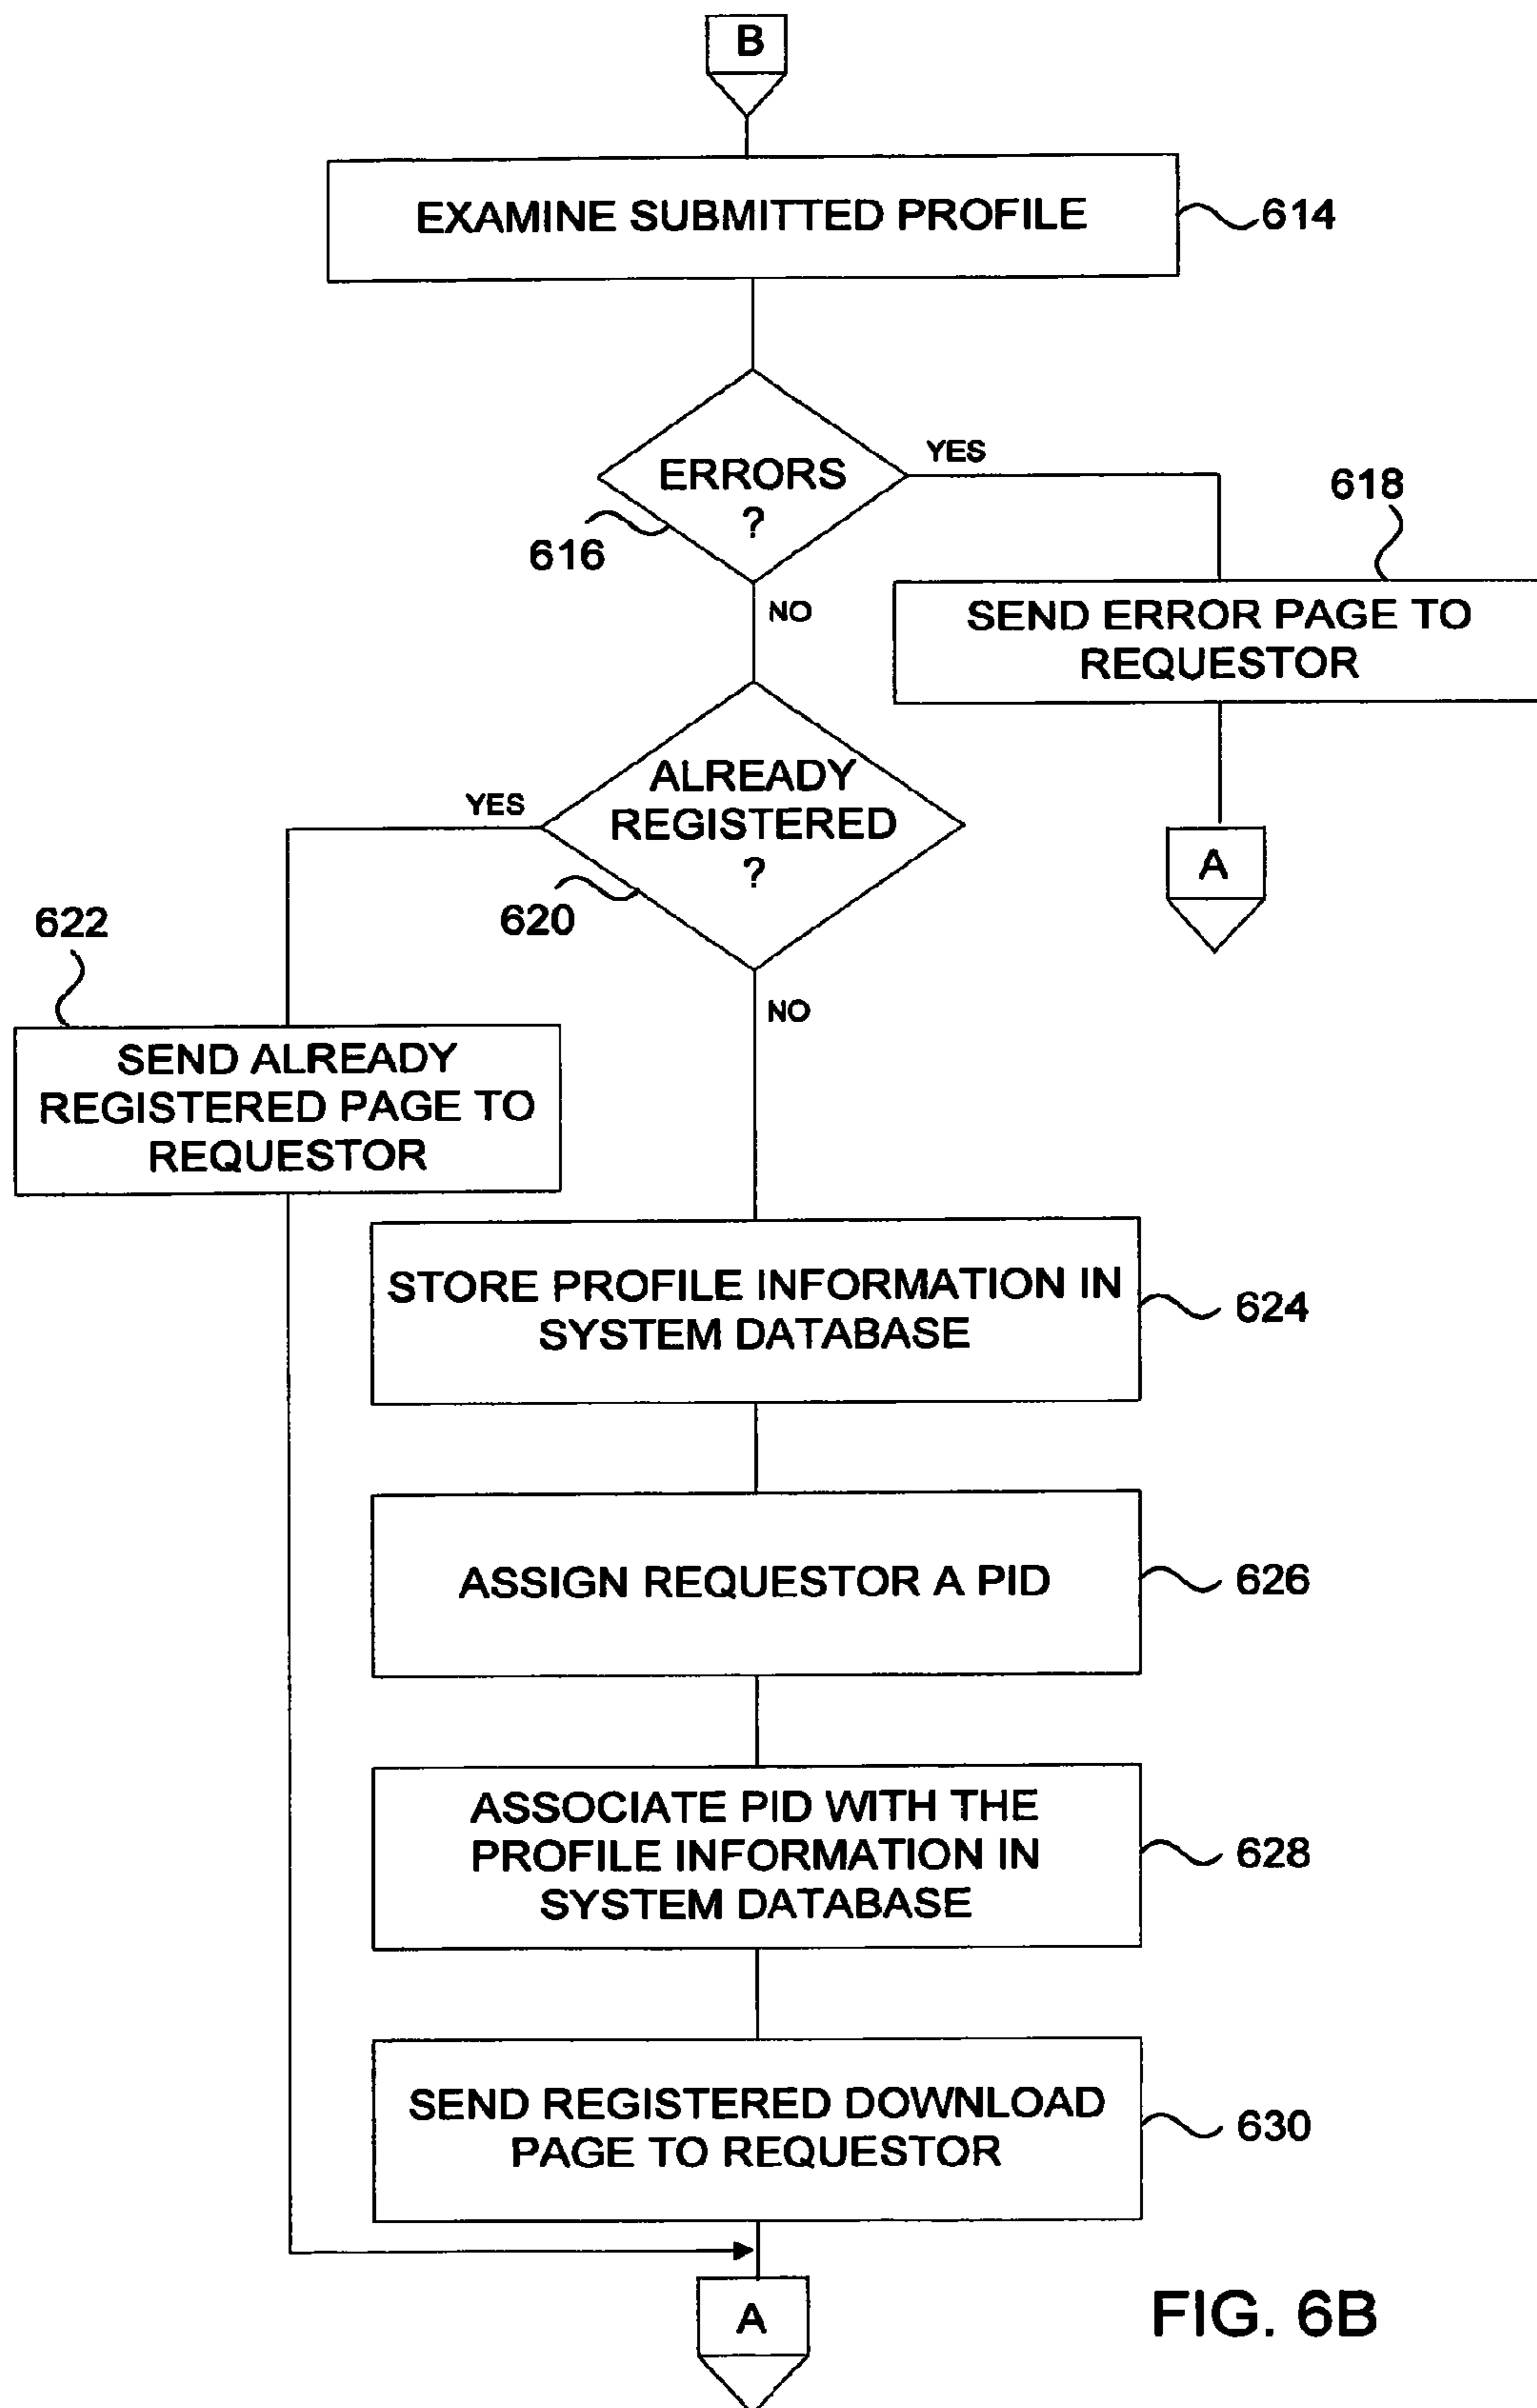 B
EXAMINE SUBMITTED PROFILE
614
ERRORS
?
YES
616
NO
618
SEND ERROR PAGE TO
REQUESTOR
A
ALREADY
REGISTERED
?
YES
620
NO
622
SEND ALREADY
REGISTERED PAGE TO
REQUESTOR
STORE PROFILE INFORMATION IN
SYSTEM DATABASE
624
ASSIGN REQUESTOR A PID
626
ASSOCIATE PID WITH THE
PROFILE INFORMATION IN
SYSTEM DATABASE
628
SEND REGISTERED DOWNLOAD
PAGE TO REQUESTOR
630
A
FIG. 6B